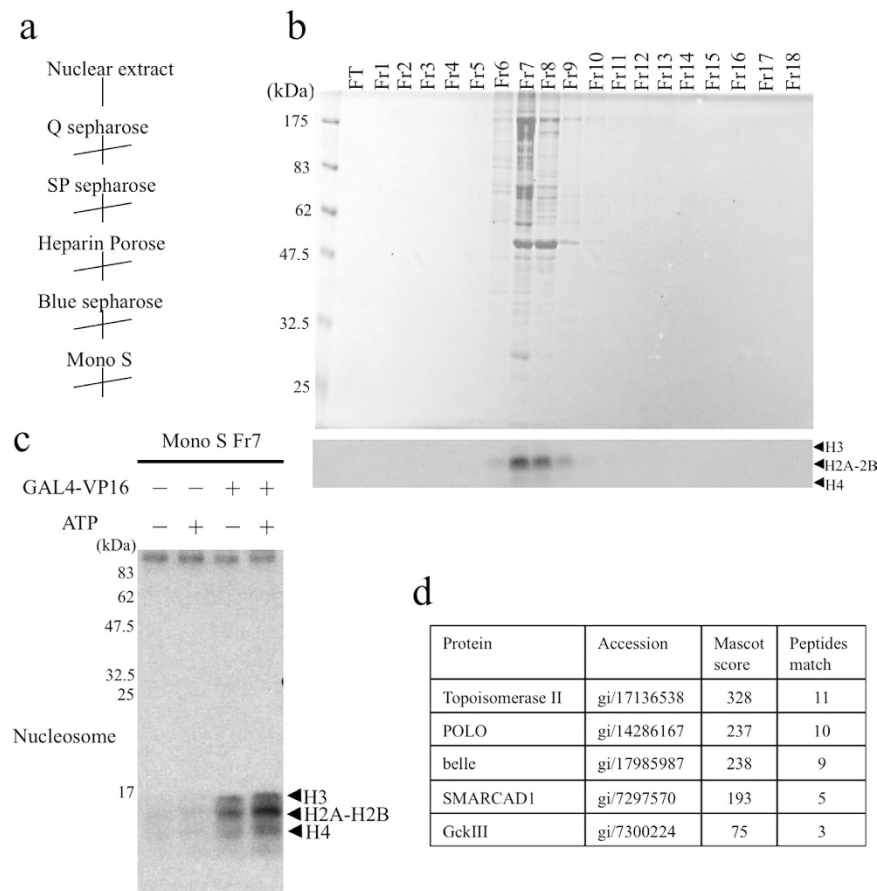 a
Nuclear extract
Q sepharose
SP sepharose
Heparin Porose
Blue sepharose
Mono S
b
FT Fr1 Fr2 Fr3 Fr4 Fr5 Fr6 Fr7 Fr8 Fr9 Fr10 Fr11 Fr12 Fr13 Fr14 Fr15 Fr16 Fr17 Fr18
(kDa)
175
83
62
47.5
32.5
25
H3
H2A-2B
H4
c
Mono S Fr7
GAL4-VP16 − − + +
ATP − + − +
(kDa)
83
62
47.5
32.5
25
Nucleosome
17
H3
H2A-H2B
H4
d
Protein Accession Mascot score Peptides match
Topoisomerase II gi/17136538 328 11
POLO gi/14286167 237 10
belle gi/17985987 238 9
SMARCAD1 gi/7297570 193 5
GckIII gi/7300224 75 3